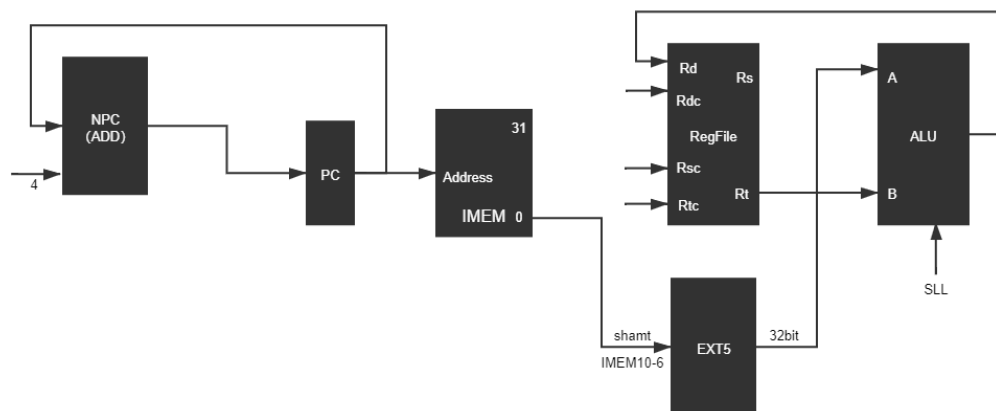 NPC
(ADD)
4
PC
31
Address
IMEM 0
Rd
Rs
Rdc
RegFile
Rsc
Rt
Rtc
A
ALU
B
SLL
shamt
IMEM10-6
EXT5
32bit